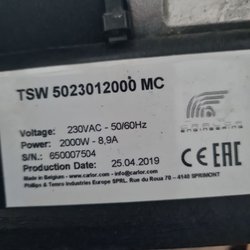 TSW 5023012000 MC
Voltage: 230VAC - 50/60Hz
Power: 2000W - 8,9A
S/N: 650007504
Production Date: 25.04.2019
engineering
CE EAC
Made in Belgium - www.carlor.com - info@carlor.com
Phillips & Temro Industries Europe SPRL. Rue du Roua 70 – 4140 SPRIMONT